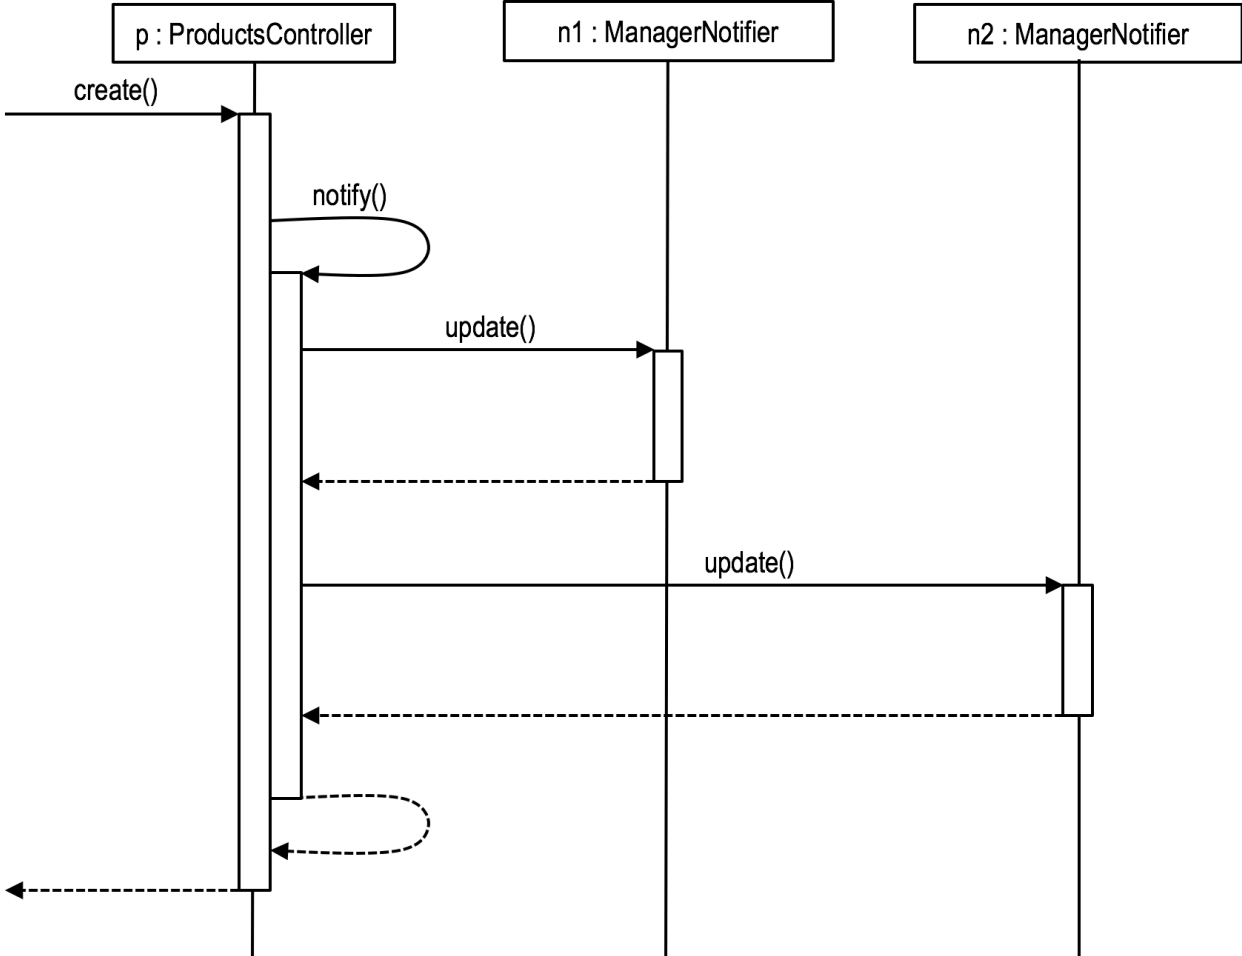 p : ProductsController
n1 : ManagerNotifier
n2 : ManagerNotifier
create()
notify()
update()
update()